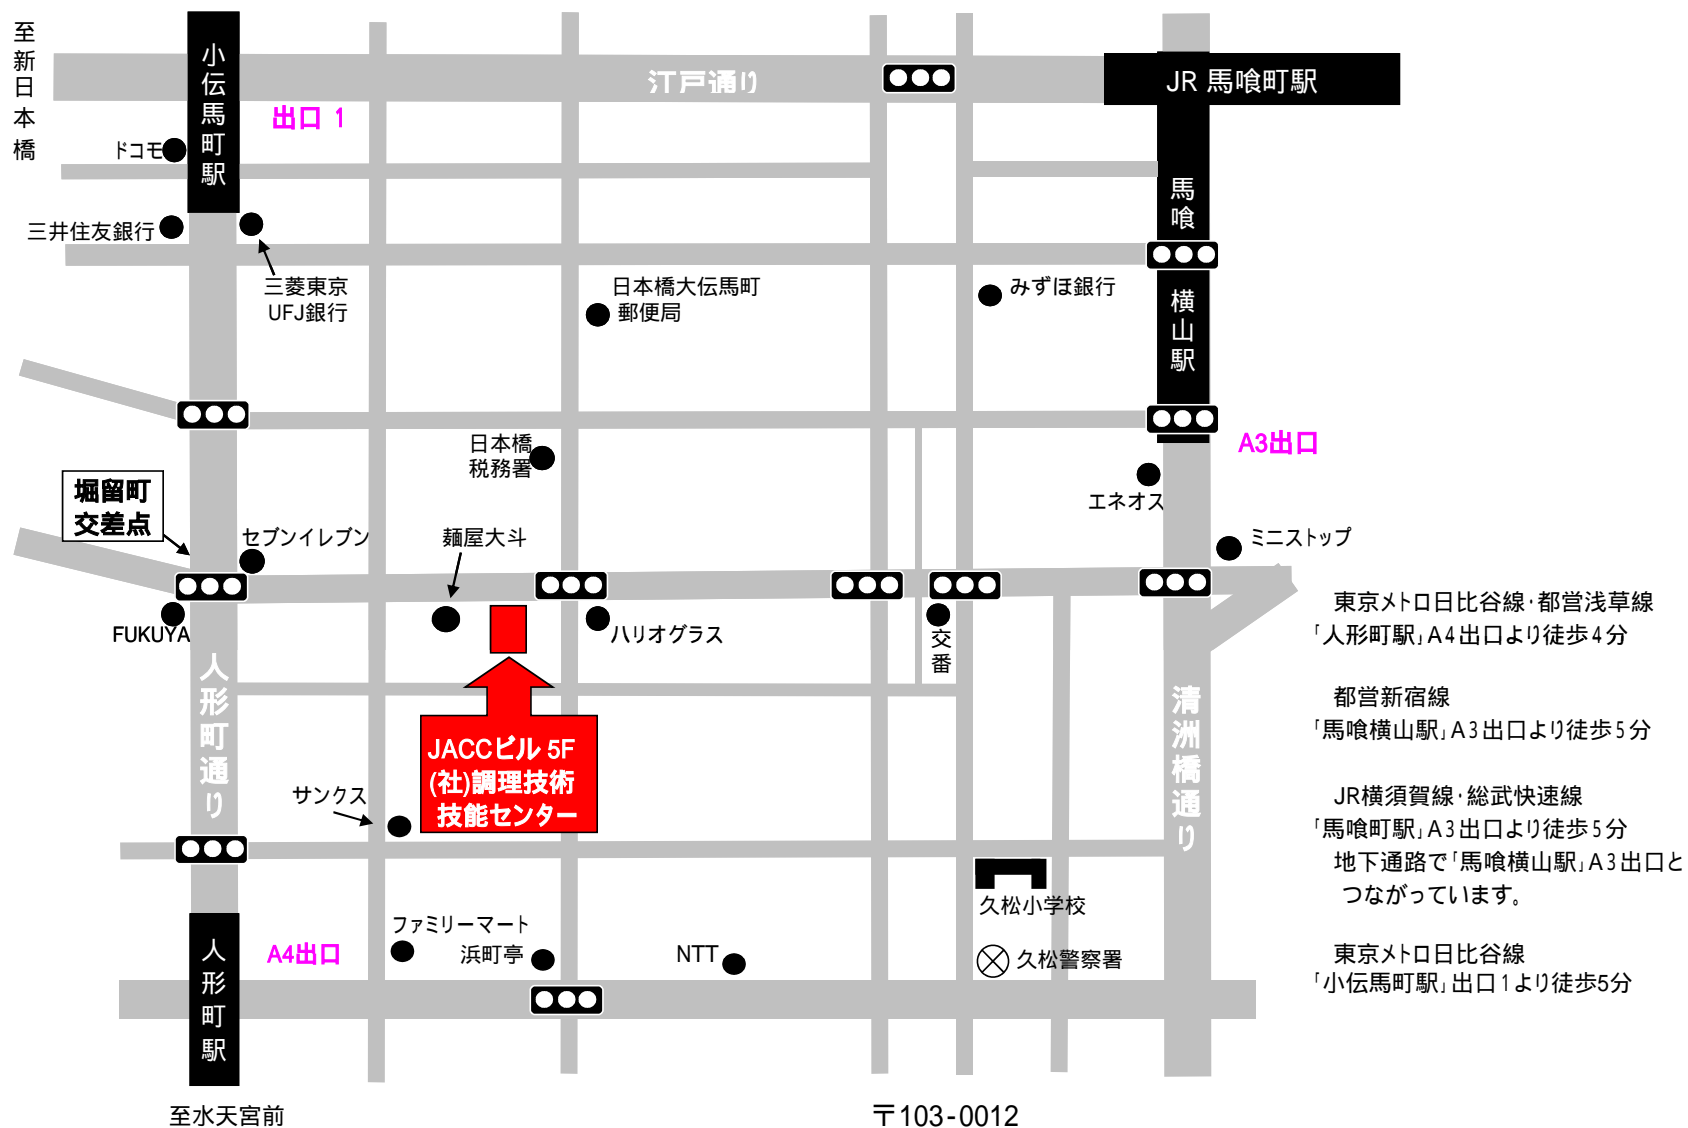 至新日本橋
小伝馬町駅
江戸通り
JR 馬喰町駅
出口 1
ドコモ
馬喰横山駅
三井住友銀行
三菱東京
UFJ銀行
日本橋大伝馬町
郵便局
みずほ銀行
日本橋
税務署
A3出口
堀留町
交差点
エネオス
セブンイレブン
麺屋大斗
ミニストップ
FUKUYA
ハリオグラス
交番
人形町通り
清洲橋通り
JACCビル 5F
(社)調理技術
技能センター
サンクス
久松小学校
ファミリーマート
A4出口
浜町亭
NTT
久松警察署
人形町駅
至水天宮前
〒103-0012
東京メトロ日比谷線・都営浅草線
「人形町駅」A4出口より徒歩4分
都営新宿線
「馬喰横山駅」A3出口より徒歩5分
JR横須賀線・総武快速線
「馬喰町駅」A3出口より徒歩5分
地下通路で「馬喰横山駅」A3出口と
つながっています。
東京メトロ日比谷線
「小伝馬町駅」出口1より徒歩5分